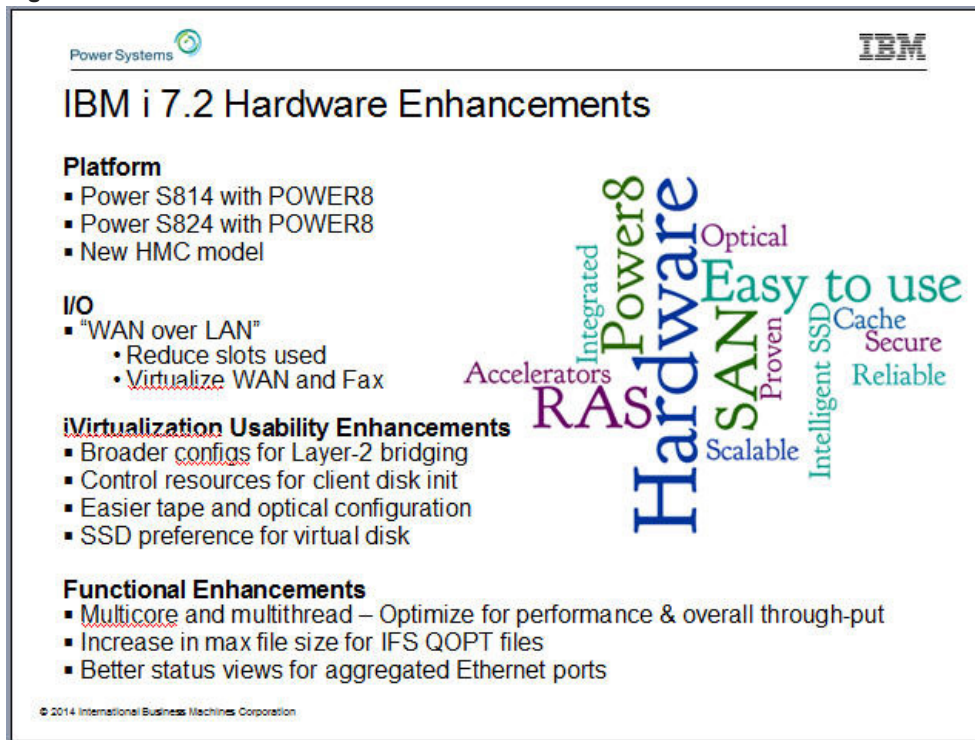 Power Systems
IBM
IBM i 7.2 Hardware Enhancements
Platform
▪ Power S814 with POWER8
▪ Power S824 with POWER8
▪ New HMC model
I/O
▪ “WAN over LAN”
• Reduce slots used
• Virtualize WAN and Fax
iVirtualization Usability Enhancements
▪ Broader configs for Layer-2 bridging
▪ Control resources for client disk init
▪ Easier tape and optical configuration
▪ SSD preference for virtual disk
Functional Enhancements
▪ Multicore and multithread – Optimize for performance & overall through-put
▪ Increase in max file size for IFS QOPT files
▪ Better status views for aggregated Ethernet ports
Integrated
Power8
Hardware
Optical
Easy to use
Accelerators
RAS
SAN
Proven
Intelligent SSD
Cache
Secure
Reliable
Scalable
© 2014 International Business Machines Corporation